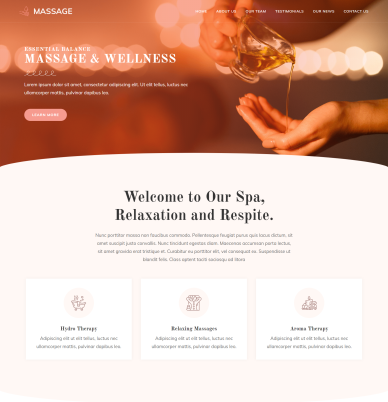 MASSAGE
HOME ABOUT US OUR TEAM TESTIMONIALS OUR NEWS CONTACT US
ESSENTIAL BALANCE
MASSAGE & WELLNESS
Lorem ipsum dolor sit amet, consectetur adipiscing elit. Ut elit tellus, luctus nec
ullamcorper mattis, pulvinar dapibus leo.
LEARN MORE
Welcome to Our Spa,
Relaxation and Respite.
Nunc porttitor massa non faucibus commodo. Pellentesque feugiat purus quis lacus dictum, sit
amet suscipit justo convallis. Nunc tincidunt egestas diam. Maecenas accumsan porta lectus,
sit amet gravida nibh tristique et. Curabitur eu porttitor elit, vel consequat ex. Suspendisse ut
blandit felis. Class aptent taciti sociosqu ad litora
Hydro Therapy
Adipiscing elit ut elit tellus, luctus nec
ullamcorper mattis, pulvinar dapibus leo.
Relaxing Massages
Adipiscing elit ut elit tellus, luctus nec
ullamcorper mattis, pulvinar dapibus leo.
Aroma Therapy
Adipiscing elit ut elit tellus, luctus nec
ullamcorper mattis, pulvinar dapibus leo.